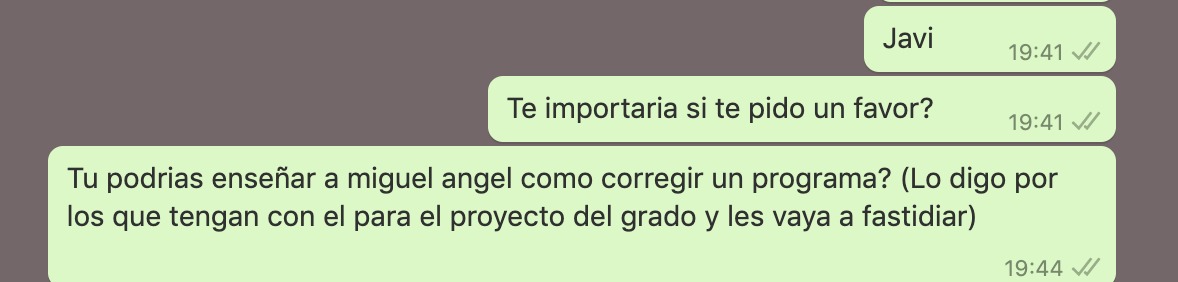 Javi
19:41
Te importaria si te pido un favor?
19:41
Tu podrias enseñar a miguel angel como corregir un programa? (Lo digo por
los que tengan con el para el proyecto del grado y les vaya a fastidiar)
19:44